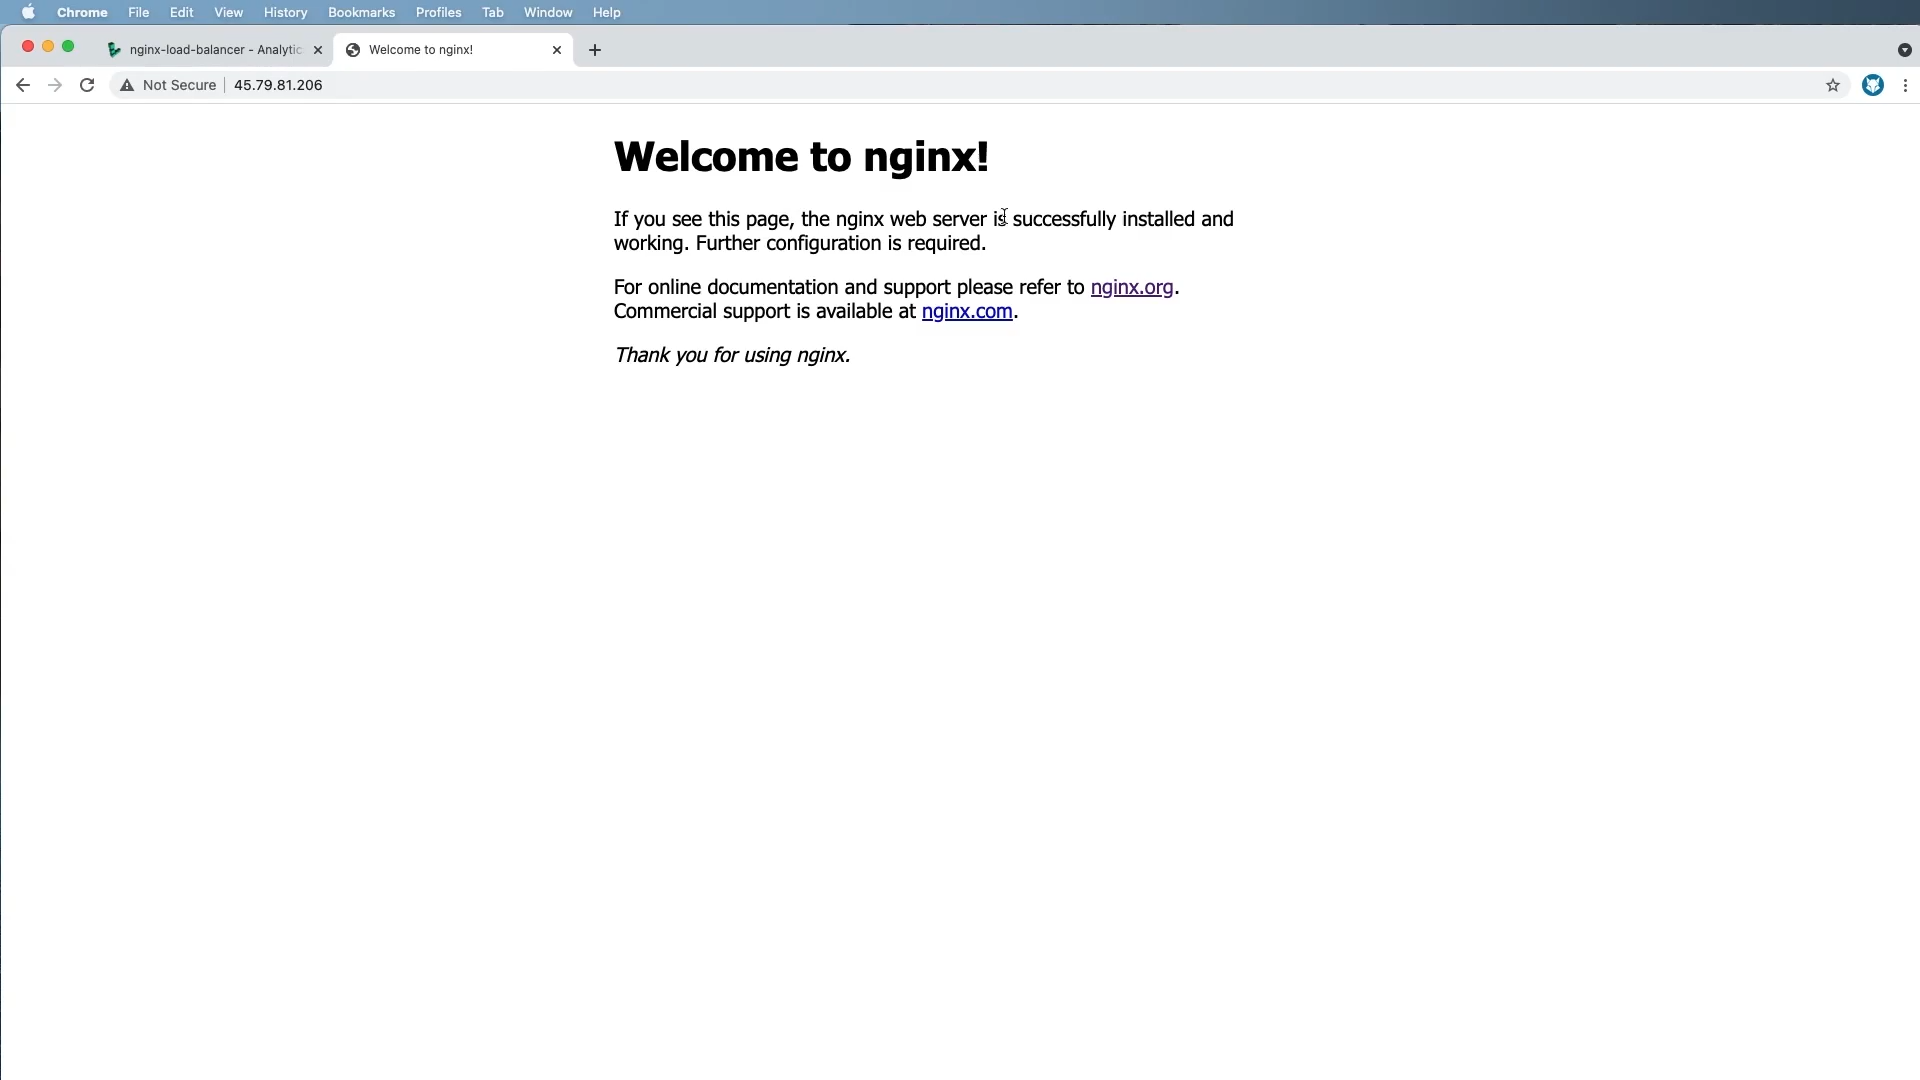 Chrome File Edit View History Bookmarks Profiles Tab Window Help
nginx-load-balancer - Analytic
Welcome to nginx!
Not Secure 45.79.81.206
Welcome to nginx!
If you see this page, the nginx web server is successfully installed and
working. Further configuration is required.
For online documentation and support please refer to nginx.org.
Commercial support is available at nginx.com.
Thank you for using nginx.